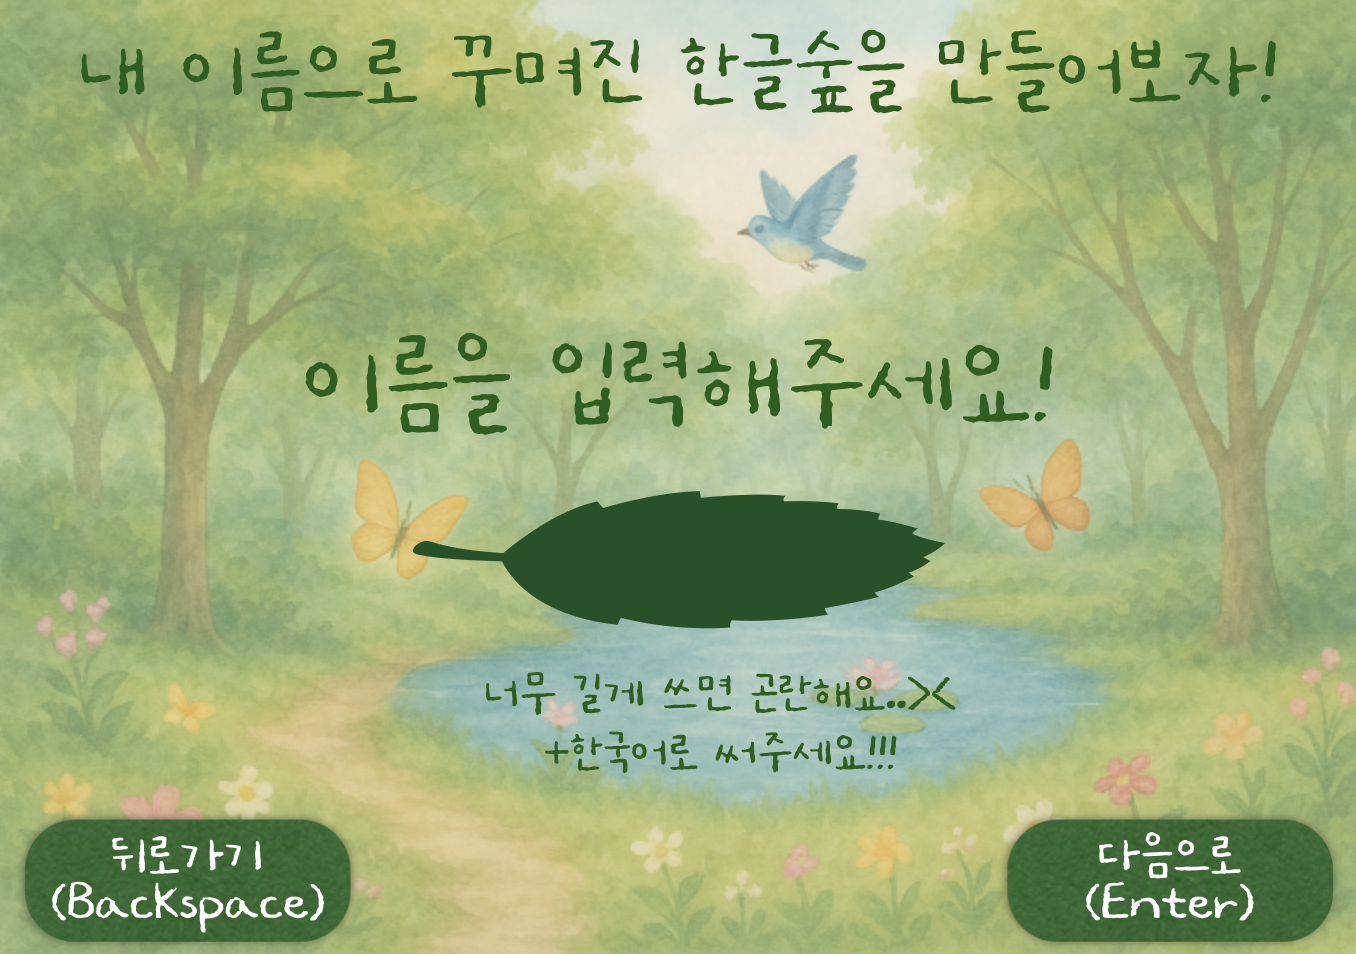 내 이름으로 꾸며진 한글숲을 만들어보자!
이름을 입력해주세요!
너무 길게 쓰면 곤란해요..><
+한국어로 써주세요!!!
뒤로가기
(Backspace)
다음으로
(Enter)